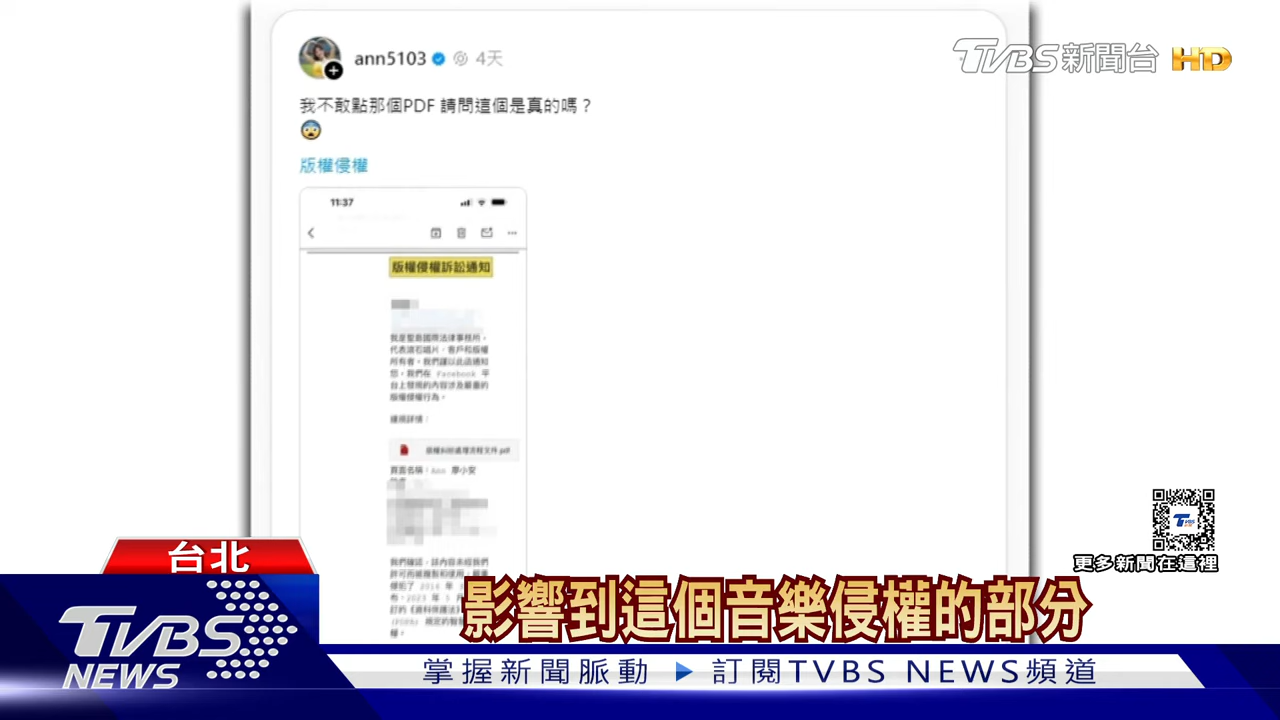 ann5103 4天
TVBS新聞台 HD
我不敢點那個PDF 請問這個是真的嗎？
版權侵權
11:37
版權侵權訴訟通知
我是聖島國際法律事務所，
代表滾石唱片，客戶和版權
所有者。我們謹以此函通知
您，我們在 Facebook 平
台上發現的內容涉及嚴重的
版權侵權行為。
違規詳情：
版權糾紛處理流程文件.pdf
頁面名稱：Ann 廖小安
我們確認，該內容未經我們
許可而被複製和使用，嚴重
更多新聞在這裡
台北
影響到這個音樂侵權的部分
TVBS
NEWS
掌握新聞脈動 ▶ 訂閱TVBS NEWS頻道